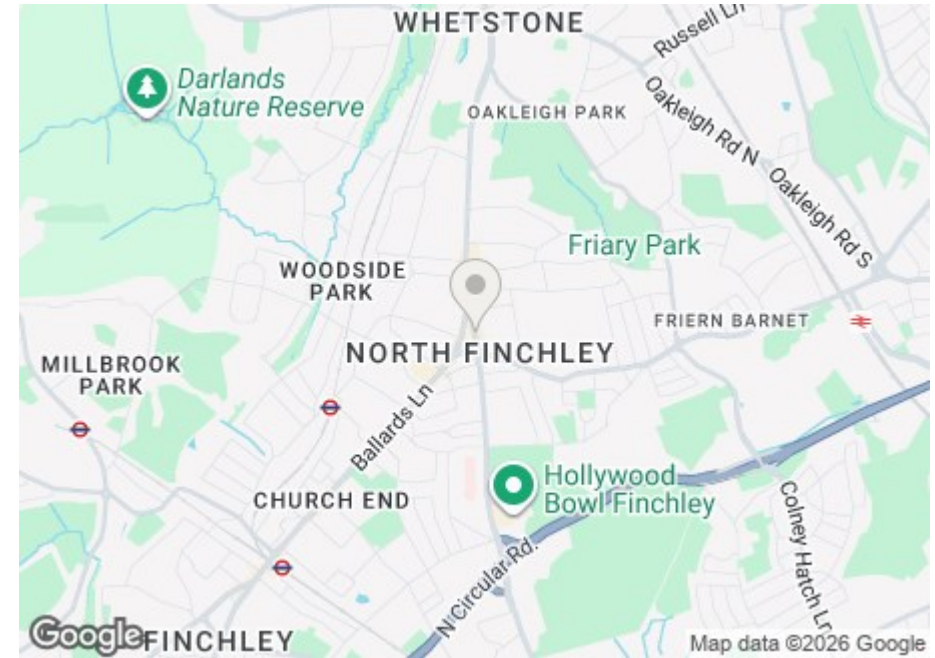 WHETSTONE
Russell Ln
Darlands
Nature Reserve
OAKLEIGH PARK
Oakleigh Rd N
Oakleigh Rd S
Friary Park
WOODSIDE
PARK
FRIERN BARNET
NORTH FINCHLEY
MILLBROOK
PARK
Ballards Ln
Hollywood
Bowl Finchley
CHURCH END
Colney Hatch Ln
N Circular Rd.
Google
FINCHLEY
Map data ©2026 Google